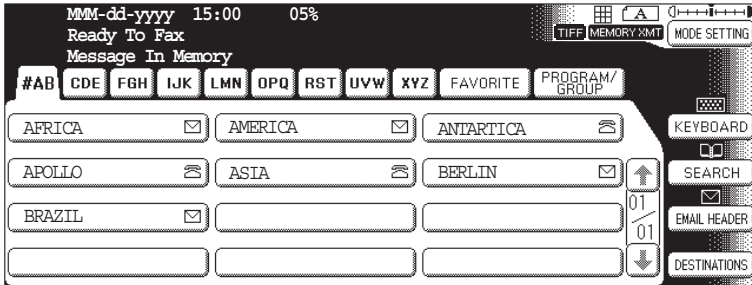 MMM-dd-yyyy 15:00 05%
Ready To Fax
Message In Memory
A
TIFF MEMORY XMT
MODE SETTING
#AB CDE FGH IJK LMN OPQ RST UVW XYZ FAVORITE PROGRAM/
GROUP
AFRICA AMERICA ANTARTICA
KEYBOARD
APOLLO ASIA BERLIN
SEARCH
BRAZIL
01
01
EMAIL HEADER
DESTINATIONS